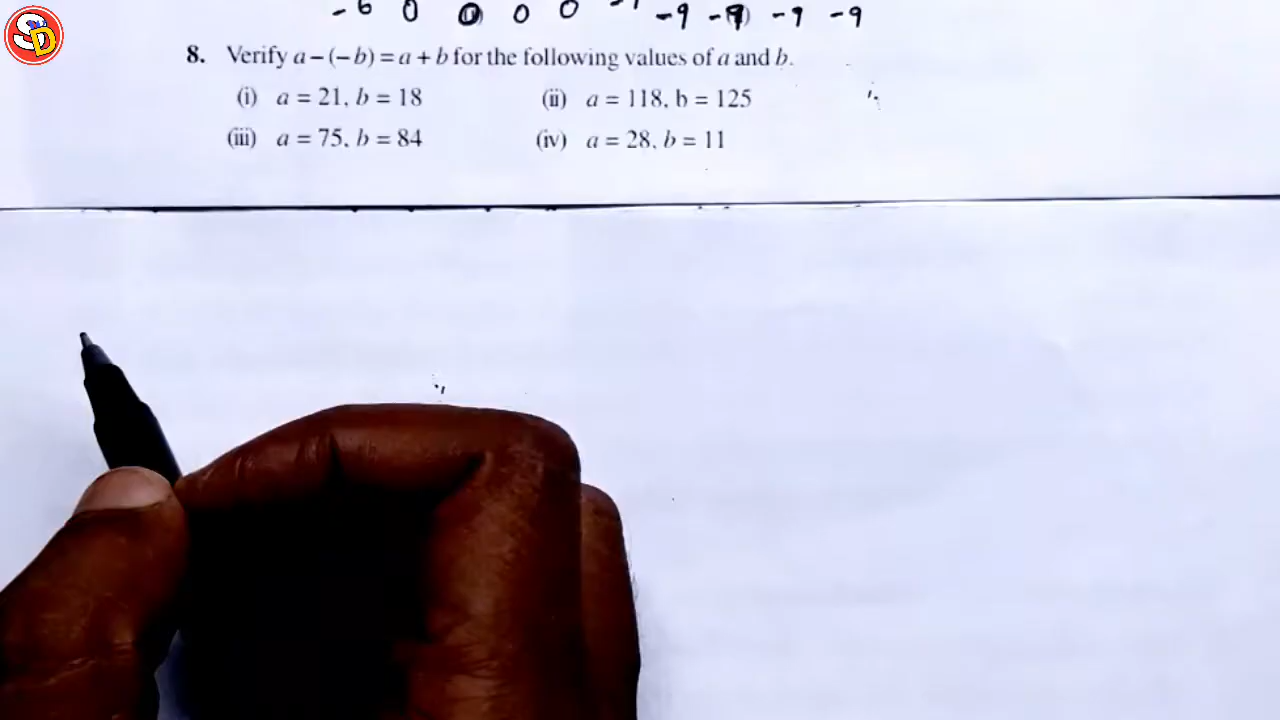 -6 0 0 0 0 -9 -9 -9 -9
8. Verify a – (– b) = a + b for the following values of a and b.
(i) a = 21, b = 18 (ii) a = 118, b = 125
(iii) a = 75, b = 84 (iv) a = 28, b = 11
SD